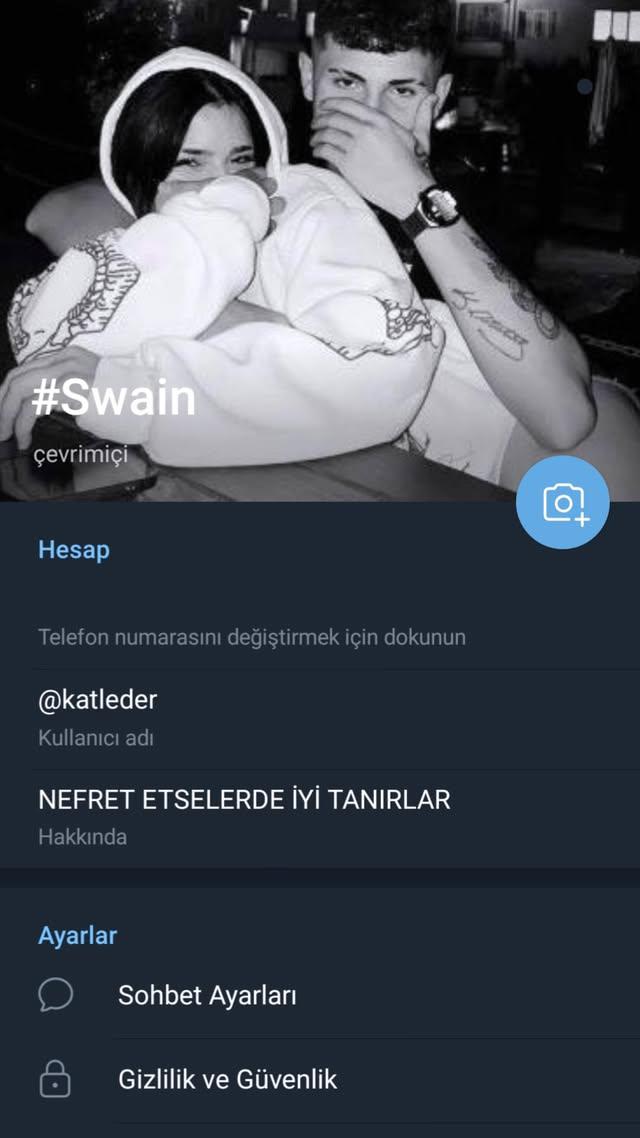 #Swain
çevrimiçi
Hesap
Telefon numarasını değiştirmek için dokunun
@katleder
Kullanıcı adı
NEFRET ETSELERDE İYİ TANIRLAR
Hakkında
Ayarlar
Sohbet Ayarları
Gizlilik ve Güvenlik